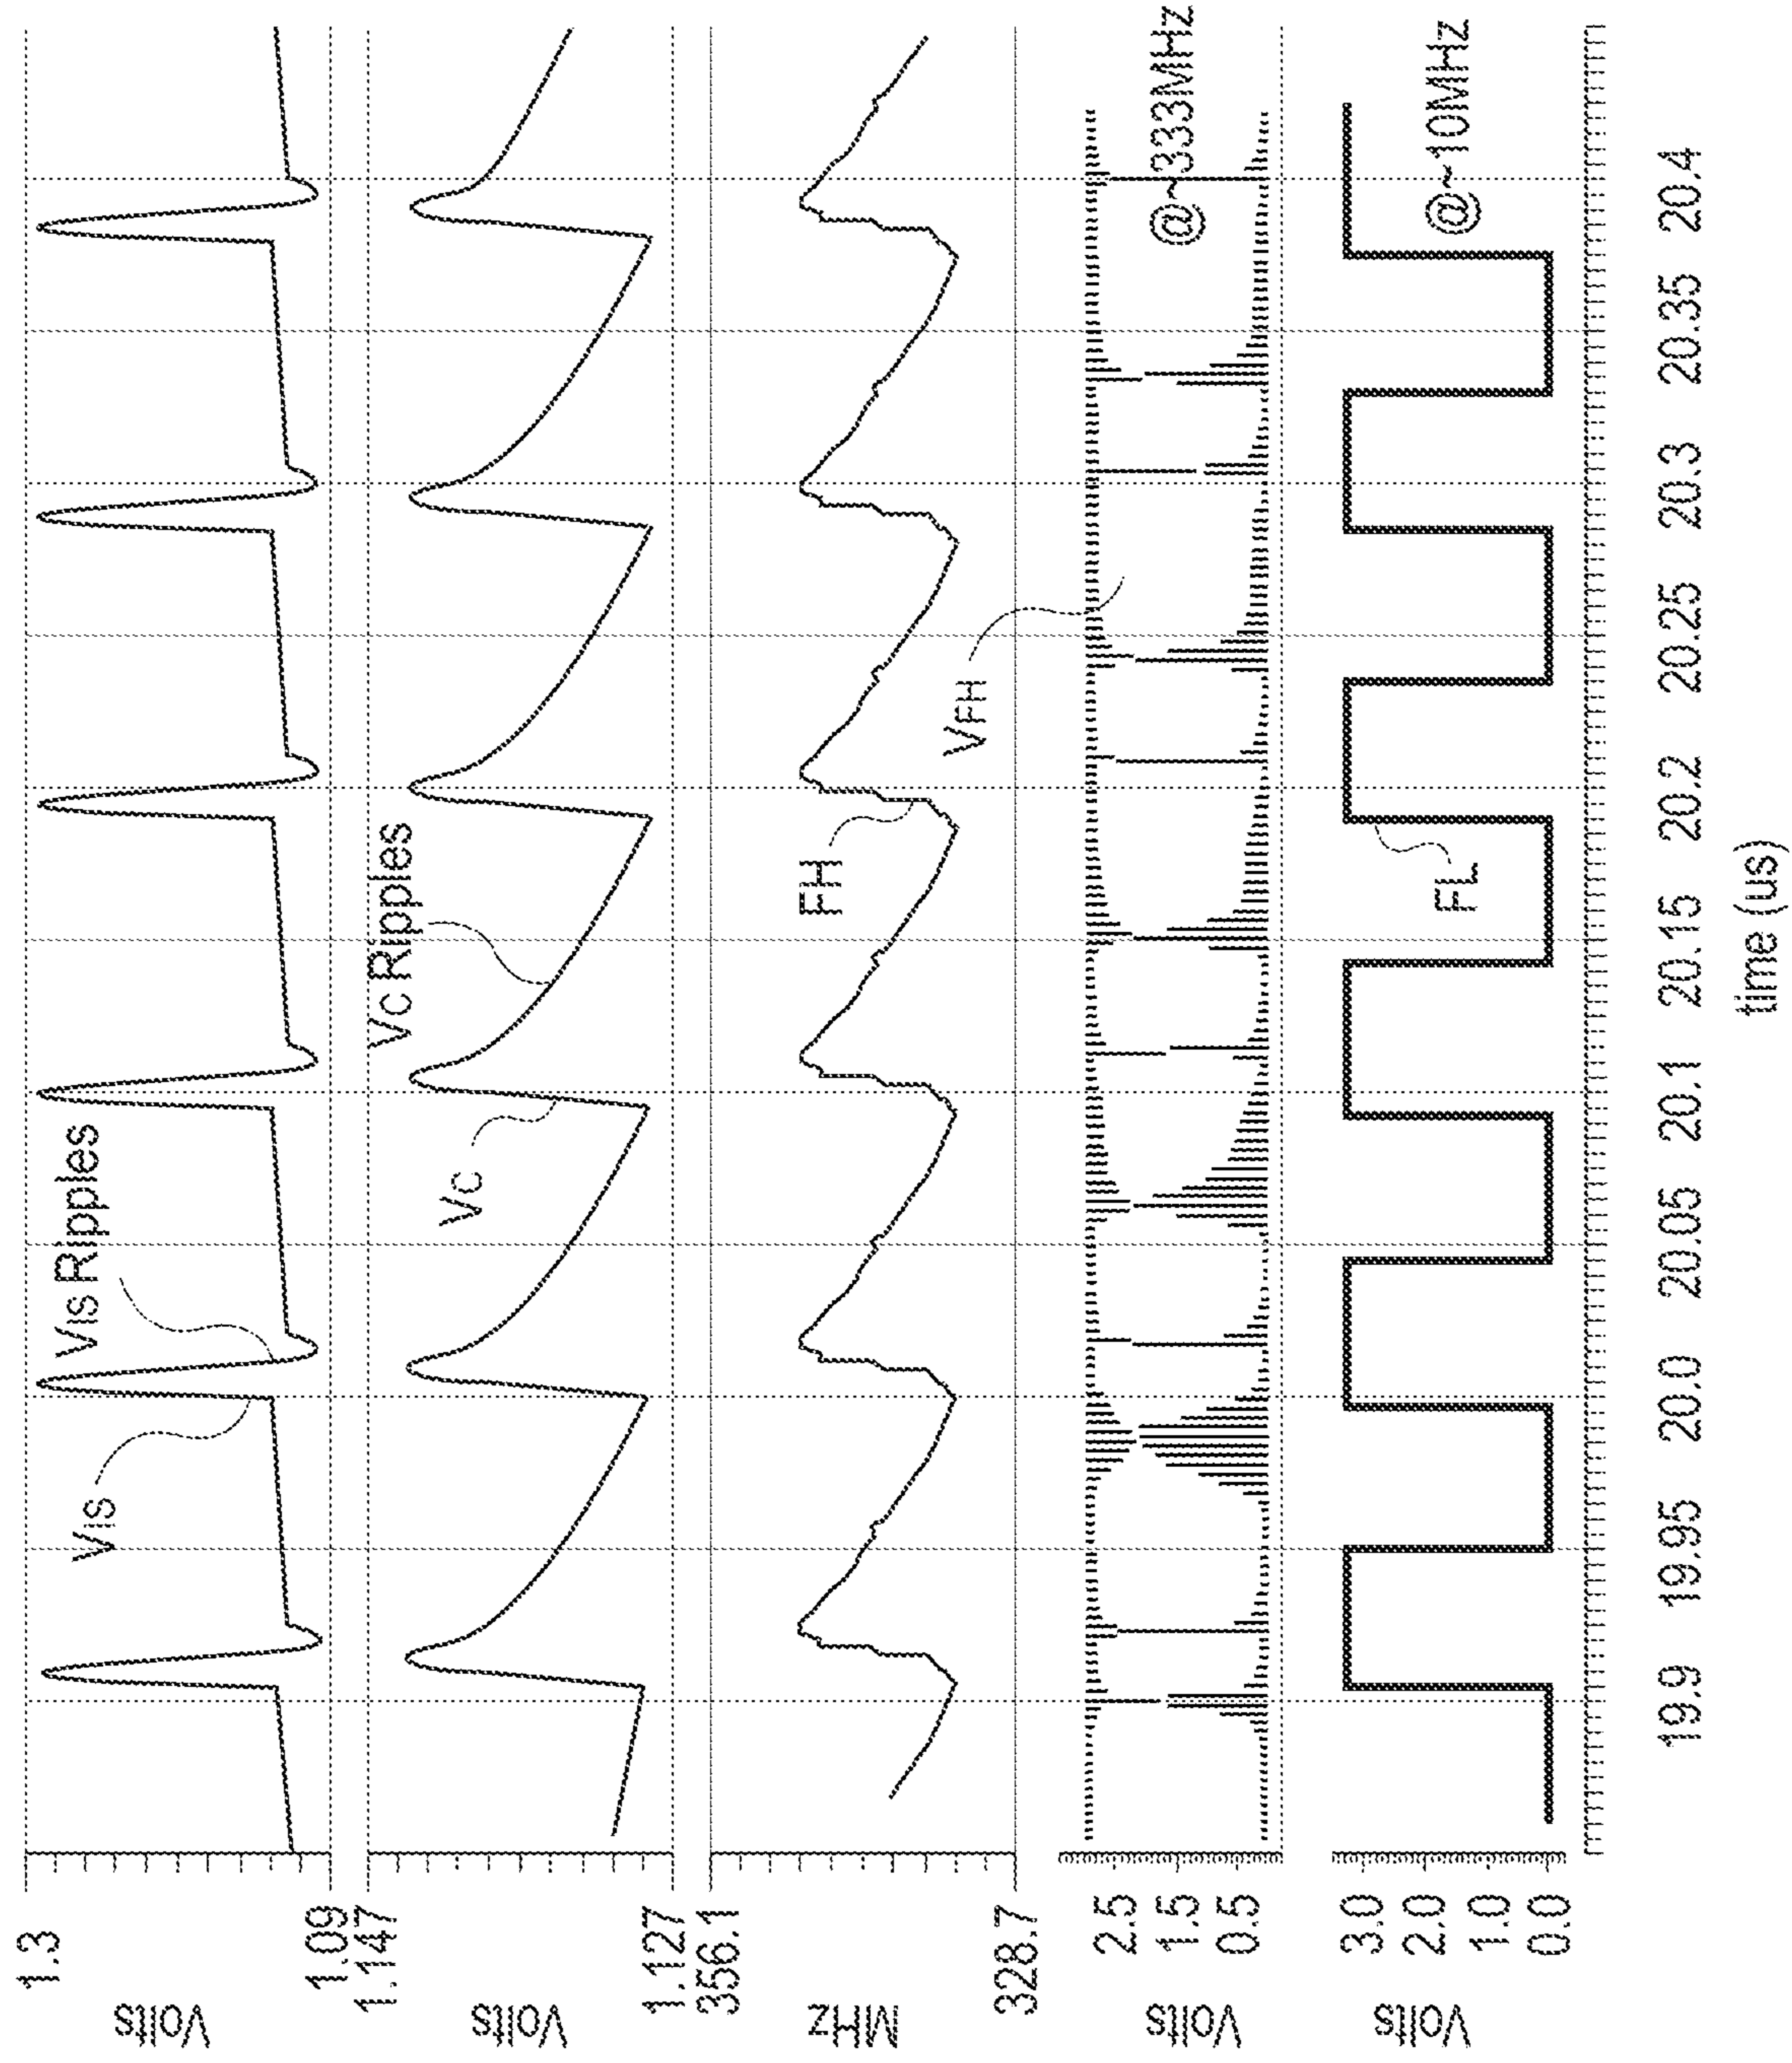 1.3
Volts
1.09
VIS
VIS Ripples
1.147
Volts
1.127
VC
VC Ripples
356.1
MHz
328.7
FH
VFH
2.5
1.5
0.5
Volts
@~333MHz
3.0
2.0
1.0
0.0
Volts
FL
@~10MHz
19.9 19.95 20.0 20.05 20.1 20.15 20.2 20.25 20.3 20.35 20.4
time (us)